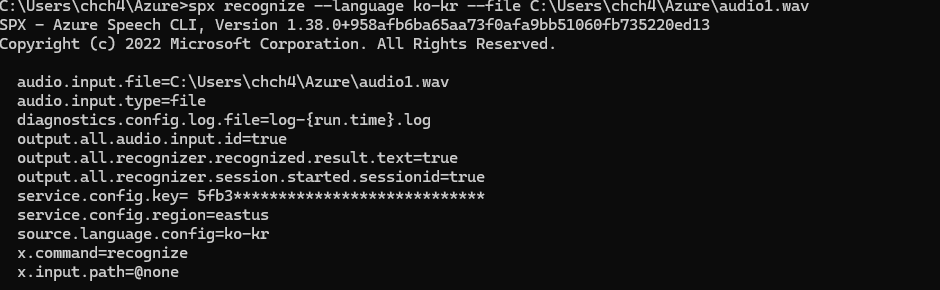 C:\Users\chch4\Azure>spx recognize --language ko-kr --file C:\Users\chch4\Azure\audio1.wav
SPX - Azure Speech CLI, Version 1.38.0+958afb6ba65aa73f0afa9bb51060fb735220ed13
Copyright (c) 2022 Microsoft Corporation. All Rights Reserved.
audio.input.file=C:\Users\chch4\Azure\audio1.wav
audio.input.type=file
diagnostics.config.log.file=log-{run.time}.log
output.all.audio.input.id=true
output.all.recognizer.recognized.result.text=true
output.all.recognizer.session.started.sessionid=true
service.config.key= 5fb3****************************
service.config.region=eastus
source.language.config=ko-kr
x.command=recognize
x.input.path=@none